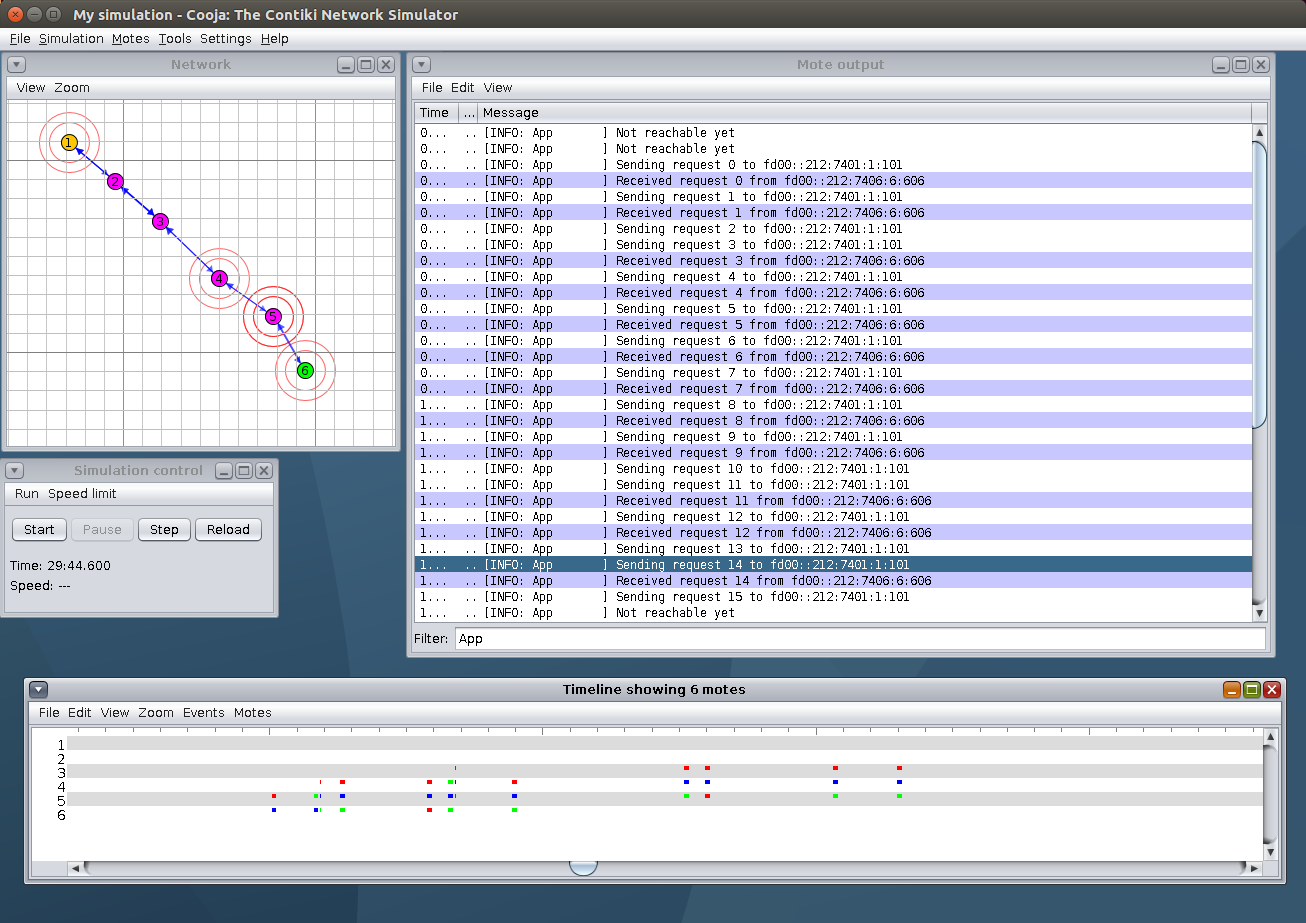 My simulation - Cooja: The Contiki Network Simulator
File Simulation Motes Tools Settings Help
Network
View Zoom
1
2
3
4
5
6
Simulation control
Run Speed limit
Start Pause Step Reload
Time: 29:44.600
Speed: ---
Mote output
File Edit View
Time ... Message
0... .. [INFO: App ] Not reachable yet
0... .. [INFO: App ] Not reachable yet
0... .. [INFO: App ] Sending request 0 to fd00::212:7401:1:101
0... .. [INFO: App ] Received request 0 from fd00::212:7406:6:606
0... .. [INFO: App ] Sending request 1 to fd00::212:7401:1:101
0... .. [INFO: App ] Received request 1 from fd00::212:7406:6:606
0... .. [INFO: App ] Sending request 2 to fd00::212:7401:1:101
0... .. [INFO: App ] Sending request 3 to fd00::212:7401:1:101
0... .. [INFO: App ] Received request 3 from fd00::212:7406:6:606
0... .. [INFO: App ] Sending request 4 to fd00::212:7401:1:101
0... .. [INFO: App ] Received request 4 from fd00::212:7406:6:606
0... .. [INFO: App ] Sending request 5 to fd00::212:7401:1:101
0... .. [INFO: App ] Received request 5 from fd00::212:7406:6:606
0... .. [INFO: App ] Sending request 6 to fd00::212:7401:1:101
0... .. [INFO: App ] Received request 6 from fd00::212:7406:6:606
0... .. [INFO: App ] Sending request 7 to fd00::212:7401:1:101
0... .. [INFO: App ] Received request 7 from fd00::212:7406:6:606
1... .. [INFO: App ] Sending request 8 to fd00::212:7401:1:101
1... .. [INFO: App ] Received request 8 from fd00::212:7406:6:606
1... .. [INFO: App ] Sending request 9 to fd00::212:7401:1:101
1... .. [INFO: App ] Received request 9 from fd00::212:7406:6:606
1... .. [INFO: App ] Sending request 10 to fd00::212:7401:1:101
1... .. [INFO: App ] Sending request 11 to fd00::212:7401:1:101
1... .. [INFO: App ] Received request 11 from fd00::212:7406:6:606
1... .. [INFO: App ] Sending request 12 to fd00::212:7401:1:101
1... .. [INFO: App ] Received request 12 from fd00::212:7406:6:606
1... .. [INFO: App ] Sending request 13 to fd00::212:7401:1:101
1... .. [INFO: App ] Sending request 14 to fd00::212:7401:1:101
1... .. [INFO: App ] Received request 14 from fd00::212:7406:6:606
1... .. [INFO: App ] Sending request 15 to fd00::212:7401:1:101
1... .. [INFO: App ] Not reachable yet
Filter: App
Timeline showing 6 motes
File Edit View Zoom Events Motes
1
2
3
4
5
6